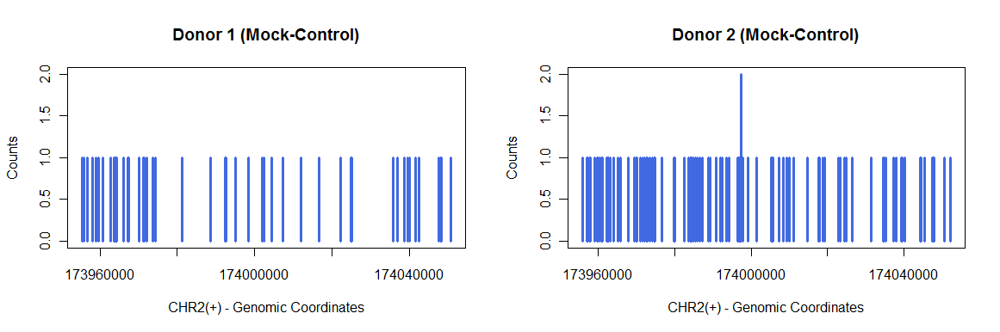 Donor 1 (Mock-Control)
Counts
2.0
1.5
1.0
0.5
0.0
173960000
174000000
174040000
CHR2(+) - Genomic Coordinates
Donor 2 (Mock-Control)
Counts
2.0
1.5
1.0
0.5
0.0
173960000
174000000
174040000
CHR2(+) - Genomic Coordinates